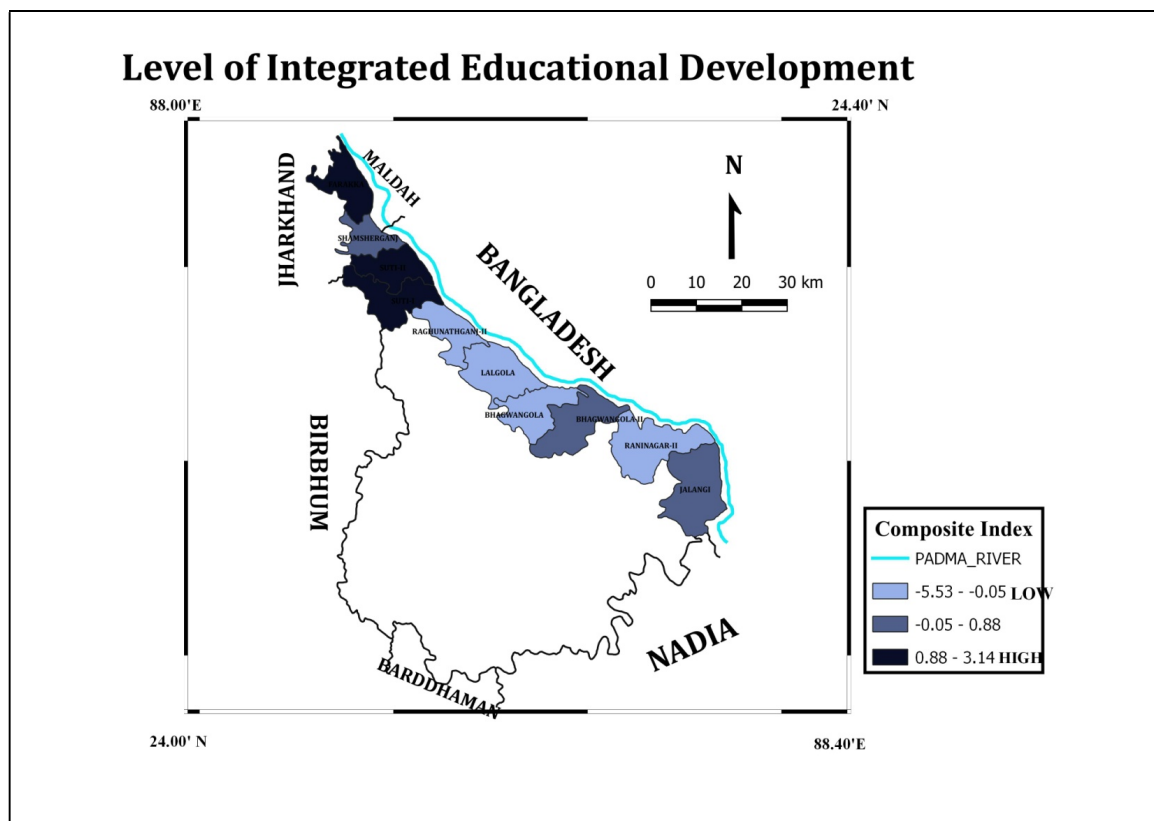 Level of Integrated Educational Development
88.00'E
24.40' N
JHARKHAND
MALDAH
N
SHAMSHERGANJ
BANGLADESH
0 10 20 30 km
RAGHUNATHGANJ-II
LALGOLA
BHAGWANGOLA
BHAGWANGOLA-II
RANINAGAR-II
BIRBHUM
JALANGI
Composite Index
PADMA_RIVER
-5.53 - -0.05 LOW
-0.05 - 0.88
0.88 - 3.14 HIGH
NADIA
BARDDHAMAN
24.00' N
88.40'E